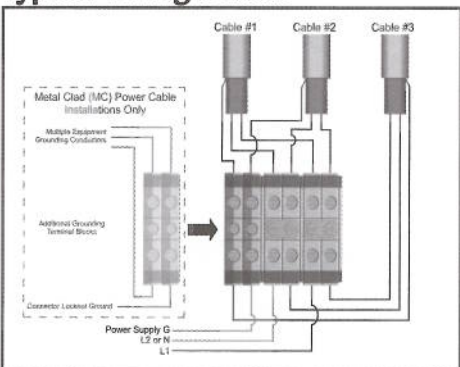 Cable #1
Cable #2
Cable #3
Metal Clad (MC) Power Cable
Installations Only
Multiple Equipment
Grounding Conductors
Additional Grounding
Terminal Blocks
Connector Lockout Ground
Power Supply G
L2 or N
L1